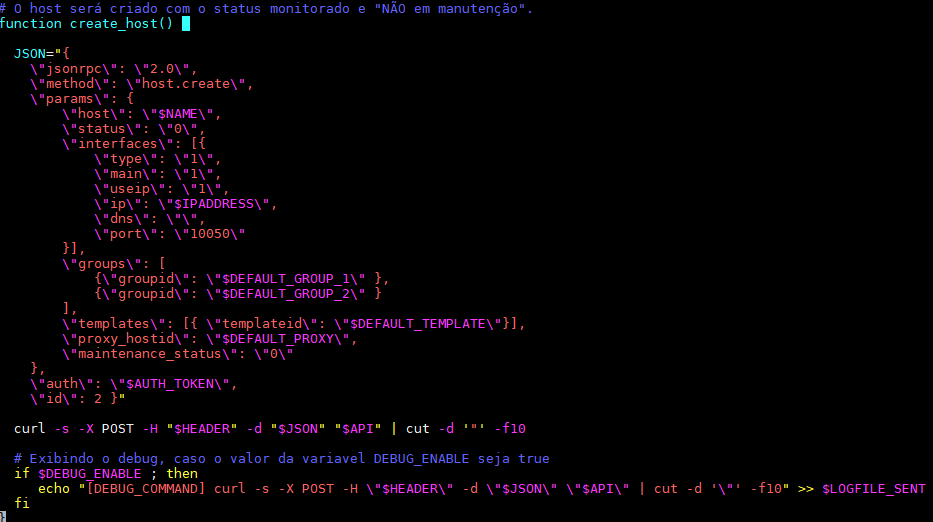 # O host será criado com o status monitorado e "NÃO em manutenção".
function create_host() {
JSON="{
\"jsonrpc\": \"2.0\",
\"method\": \"host.create\",
\"params\": {
\"host\": \"$NAME\",
\"status\": \"0\",
\"interfaces\": [{
\"type\": \"1\",
\"main\": \"1\",
\"useip\": \"1\",
\"ip\": \"$IPADDRESS\",
\"dns\": \"\",
\"port\": \"10050\"
}],
\"groups\": [
{\"groupid\": \"$DEFAULT_GROUP_1\" },
{\"groupid\": \"$DEFAULT_GROUP_2\" }
],
\"templates\": [{ \"templateid\": \"$DEFAULT_TEMPLATE\"}],
\"proxy_hostid\": \"$DEFAULT_PROXY\",
\"maintenance_status\": \"0\"
},
\"auth\": \"$AUTH_TOKEN\",
\"id\": 2 }"
curl -s -X POST -H "$HEADER" -d "$JSON" "$API" | cut -d '"' -f10
# Exibindo o debug, caso o valor da variavel DEBUG_ENABLE seja true
if $DEBUG_ENABLE ; then
echo "[DEBUG_COMMAND] curl -s -X POST -H \"$HEADER\" -d \"$JSON\" \"$API\" | cut -d '\"' -f10" >> $LOGFILE_SENT
fi
}